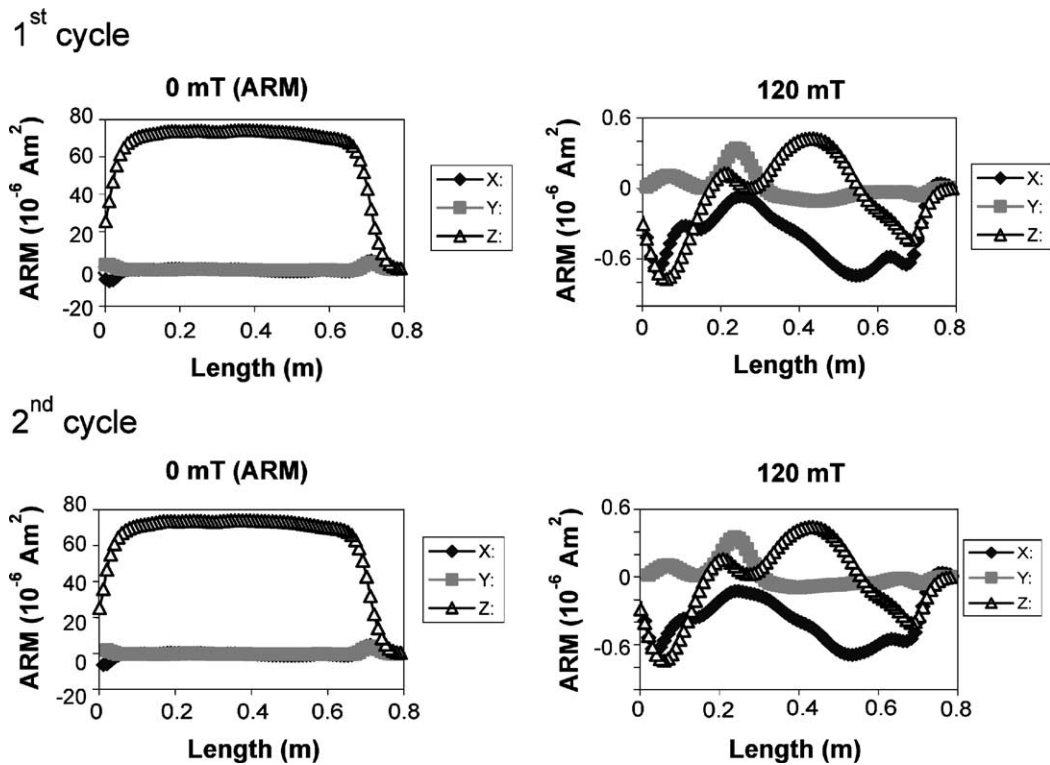 1st cycle
0 mT (ARM)
120 mT
ARM (10-6 Am2)
80
60
40
20
0
-20
0
0.2
0.4
0.6
0.8
Length (m)
X:
Y:
Z:
ARM (10-6 Am2)
0.6
0
-0.6
0
0.2
0.4
0.6
0.8
Length (m)
X:
Y:
Z:
2nd cycle
0 mT (ARM)
120 mT
ARM (10-6 Am2)
80
60
40
20
0
-20
0
0.2
0.4
0.6
0.8
Length (m)
X:
Y:
Z:
ARM (10-6 Am2)
0.6
0
-0.6
0
0.2
0.4
0.6
0.8
Length (m)
X:
Y:
Z: